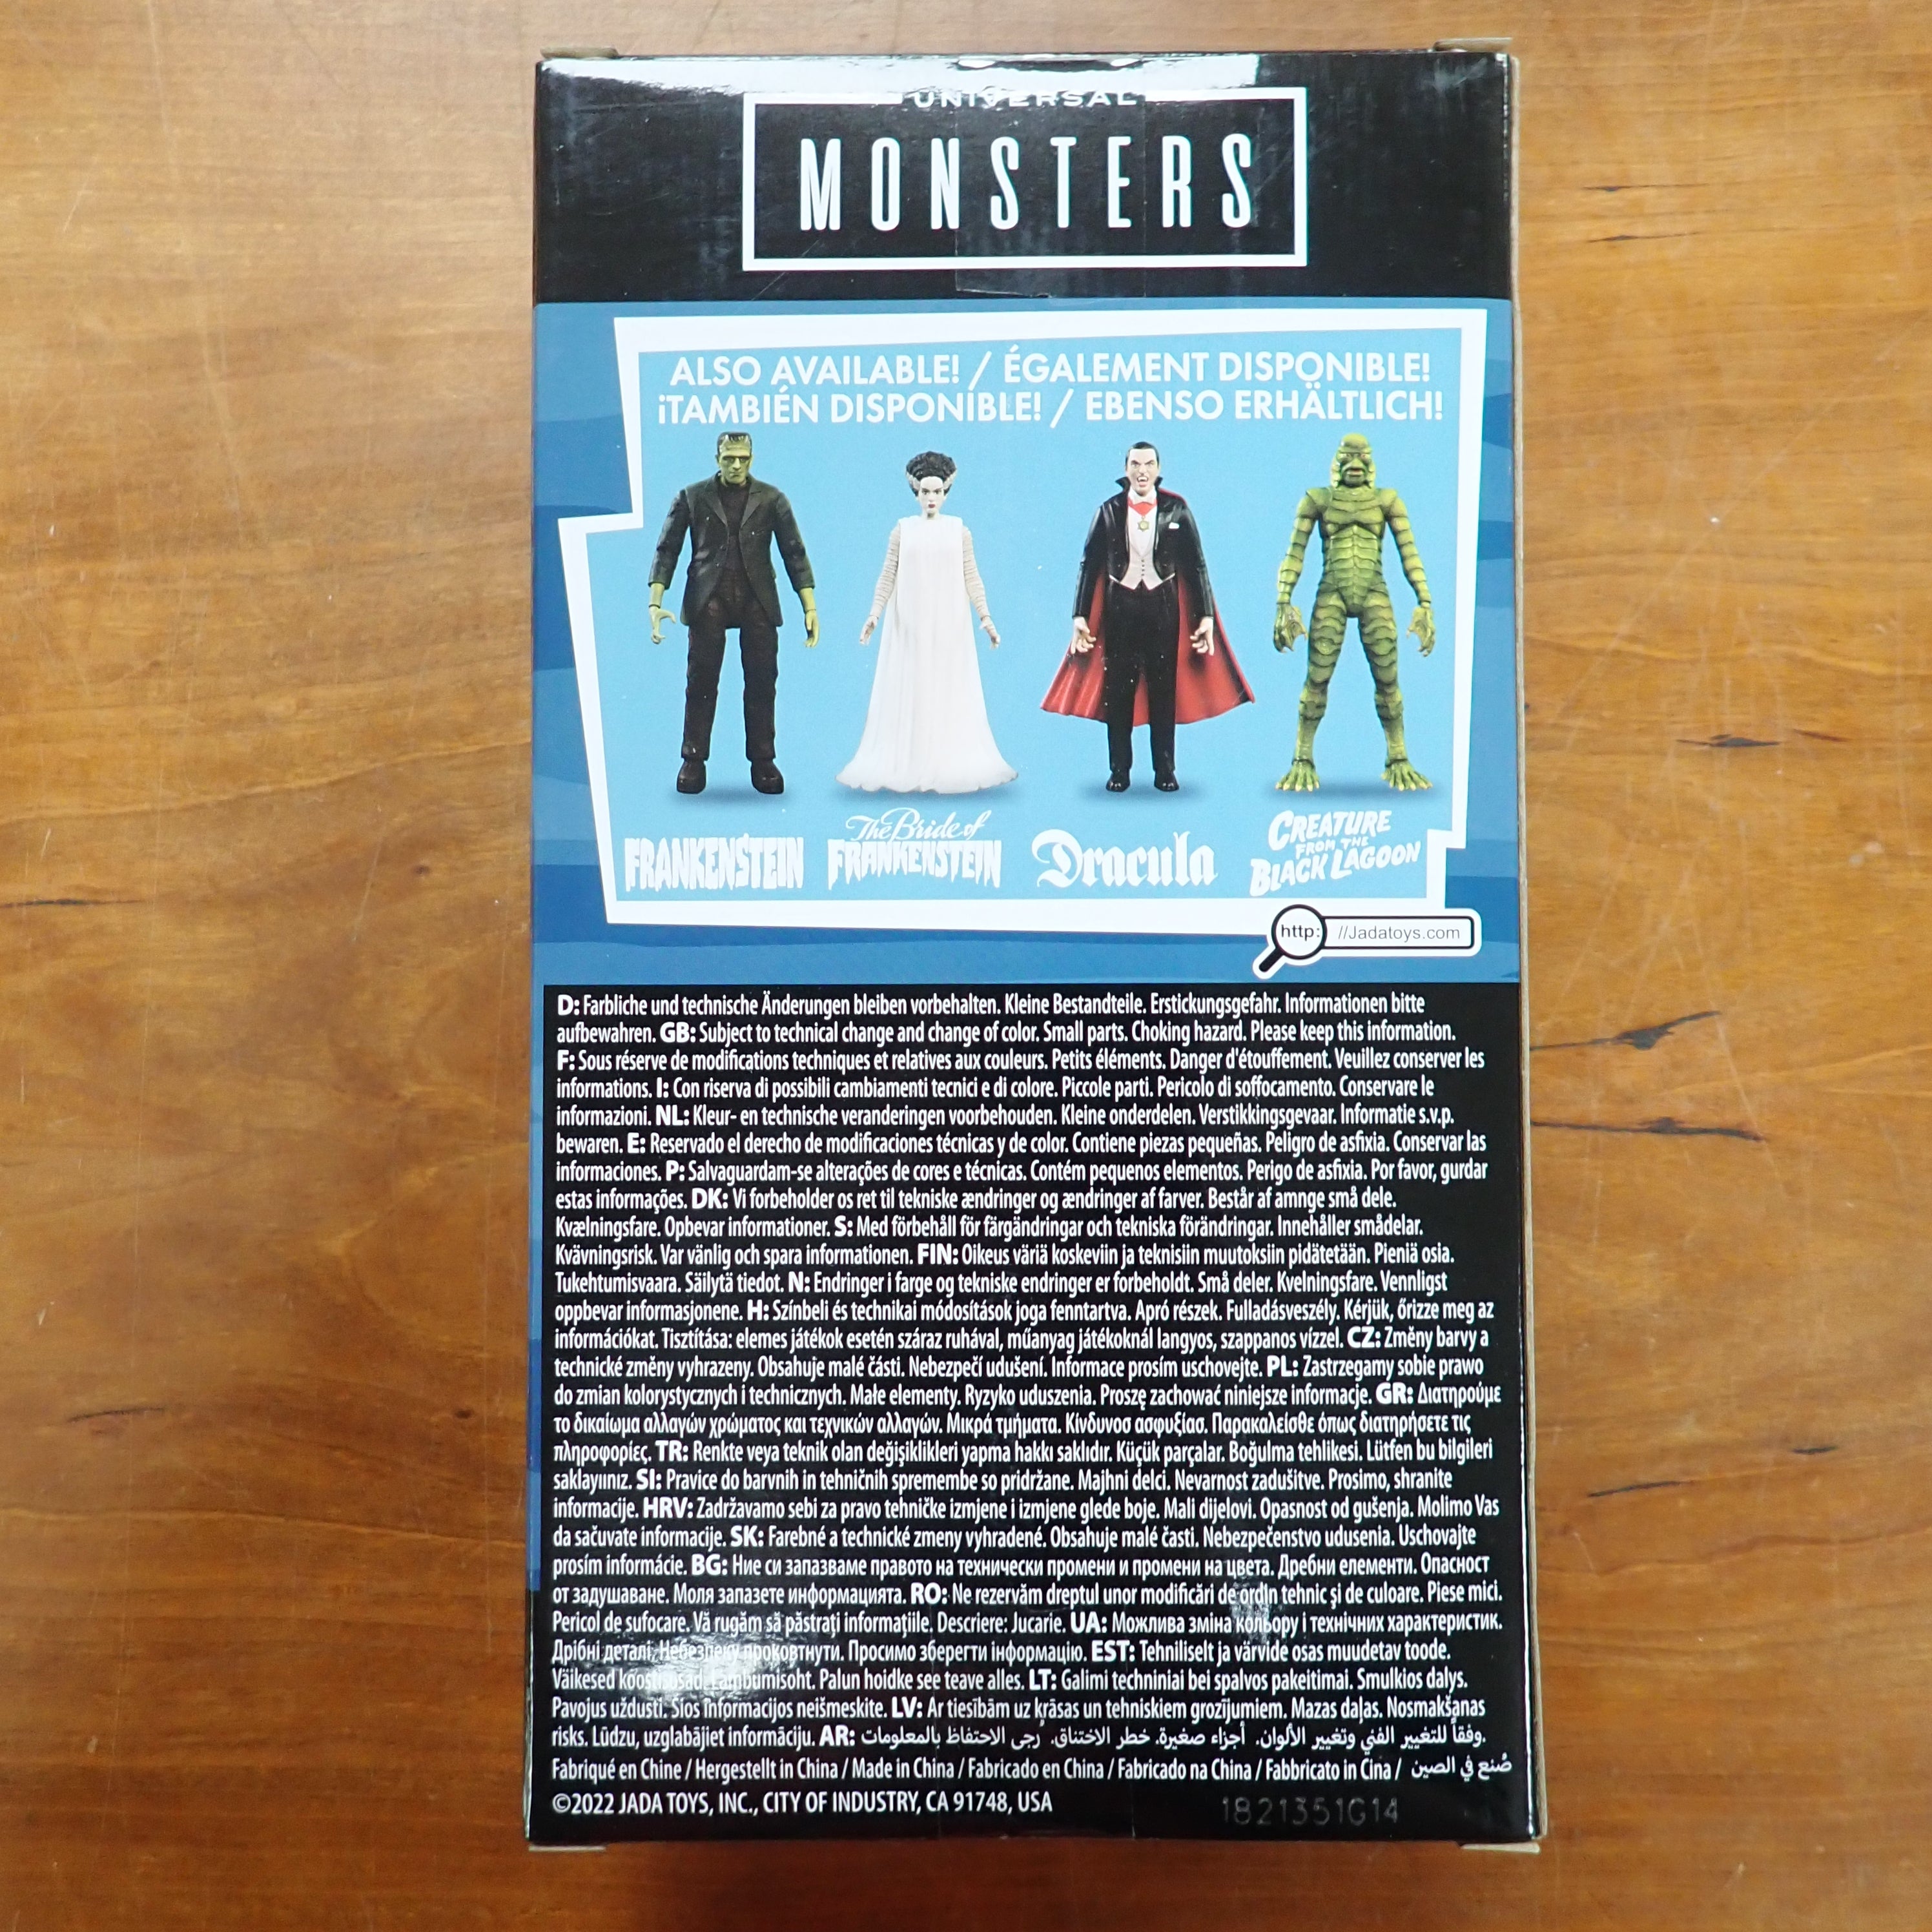 UNIVERSAL
MONSTERS
ALSO AVAILABLE! / ÉGALEMENT DISPONIBLE!
¡TAMBIÉN DISPONIBLE! / EBENSO ERHÄLTLICH!
FRANKENSTEIN
The Bride of
FRANKENSTEIN
Dracula
CREATURE
FROM THE
BLACK LAGOON
http: //Jadatoys.com
D: Farbliche und technische Änderungen bleiben vorbehalten. Kleine Bestandteile. Erstickungsgefahr. Informationen bitte
aufbewahren. GB: Subject to technical change and change of color. Small parts. Choking hazard. Please keep this information.
F: Sous réserve de modifications techniques et relatives aux couleurs. Petits éléments. Danger d'étouffement. Veuillez conserver les
informations. I: Con riserva di possibili cambiamenti tecnici e di colore. Piccole parti. Pericolo di soffocamento. Conservare le
informazioni. NL: Kleur- en technische veranderingen voorbehouden. Kleine onderdelen. Verstikkingsgevaar. Informatie s.v.p.
bewaren. E: Reservado el derecho de modificaciones técnicas y de color. Contiene piezas pequeñas. Peligro de asfixia. Conservar las
informaciones. P: Salvaguardam-se alterações de cores e técnicas. Contém pequenos elementos. Perigo de asfixia. Por favor, gurdar
estas informações. DK: Vi forbeholder os ret til tekniske ændringer og ændringer af farver. Består af amnge små dele.
Kvælningsfare. Opbevar informationer. S: Med förbehåll för färgändringar och tekniska förändringar. Innehåller smådelar.
Kvävningsrisk. Var vänlig och spara informationen. FIN: Oikeus väriä koskeviin ja teknisiin muutoksiin pidätetään. Pieniä osia.
Tukehtumisvaara. Säilytä tiedot. N: Endringer i farge og tekniske endringer er forbeholdt. Små deler. Kvelningsfare. Vennligst
oppbevar informasjonene. H: Színbeli és technikai módosítások joga fenntartva. Apró részek. Fulladásveszély. Kérjük, őrizze meg az
információkat. Tisztítása: elemes játékok esetén száraz ruhával, műanyag játékoknál langyos, szappanos vízzel. CZ: Změny barvy a
technické změny vyhrazeny. Obsahuje malé části. Nebezpečí udušení. Informace prosím uschovejte. PL: Zastrzegamy sobie prawo
do zmian kolorystycznych i technicznych. Małe elementy. Ryzyko uduszenia. Proszę zachować niniejsze informacje. GR: Διατηρούμε
το δικαίωμα αλλαγών χρώματος και τεχνικών αλλαγών. Μικρά τμήματα. Κίνδυνοσ ασφυξίασ. Παρακαλείσθε όπως διατηρήσετε τις
πληροφορίες. TR: Renkte veya teknik olan değişiklikleri yapma hakkı saklıdır. Küçük parçalar. Boğulma tehlikesi. Lütfen bu bilgileri
saklayıınız. SI: Pravice do barvnih in tehničnih spremembe so pridržane. Majhni delci. Nevarnost zadušitve. Prosimo, shranite
informacije. HRV: Zadržavamo sebi za pravo tehničke izmjene i izmjene glede boje. Mali dijelovi. Opasnost od gušenja. Molimo Vas
da sačuvate informacije. SK: Farebné a technické zmeny vyhradené. Obsahuje malé časti. Nebezpečenstvo udusenia. Uschovajte
prosím informácie. BG: Ние си запазваме правото на технически промени и промени на цвета. Дребни елементи. Опасност
от задушаване. Моля запазете информацията. RO: Ne rezervăm dreptul unor modificări de ordin tehnic şi de culoare. Piese mici.
Pericol de sufocare. Vă rugăm să păstraţi informaţiile. Descriere: Jucarie. UA: Можлива зміна кольору і технічних характеристик.
Дрібні деталі, Небезпеку проковтнути. Просимо зберегти інформацію. EST: Tehniliselt ja värvide osas muudetav toode.
Väikesed koostisosad. Lämbumisoht. Palun hoidke see teave alles. LT: Galimi techniniai bei spalvos pakeitimai. Smulkios dalys.
Pavojus uždusti. Šios informacijos neišmeskite. LV: Ar tiesībām uz krāsas un tehniskiem grozījumiem. Mazas daļas. Nosmakšanas
risks. Lūdzu, uzglabājiet informāciju. AR: وفقاً للتغيير الفني وتغيير الألوان. أجزاء صغيرة. خطر الاختناق. رُجى الاحتفاظ بالمعلومات.
Fabriqué en Chine / Hergestellt in China / Made in China / Fabricado en China / Fabricado na China / Fabbricato in Cina / صُنع في الصين
©2022 JADA TOYS, INC., CITY OF INDUSTRY, CA 91748, USA
1821351G14